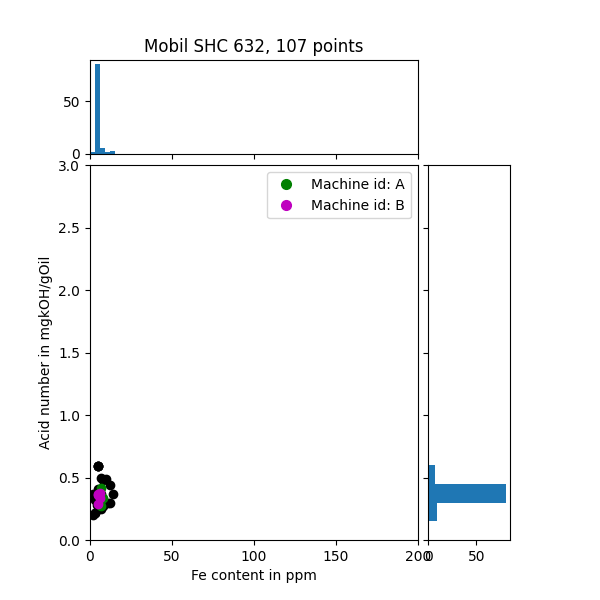 Mobil SHC 632, 107 points
50
0
3.0
2.5
2.0
1.5
1.0
0.5
0.0
Acid number in mgkOH/gOil
Machine id: A
Machine id: B
0 50 100 150 200
Fe content in ppm
0 50